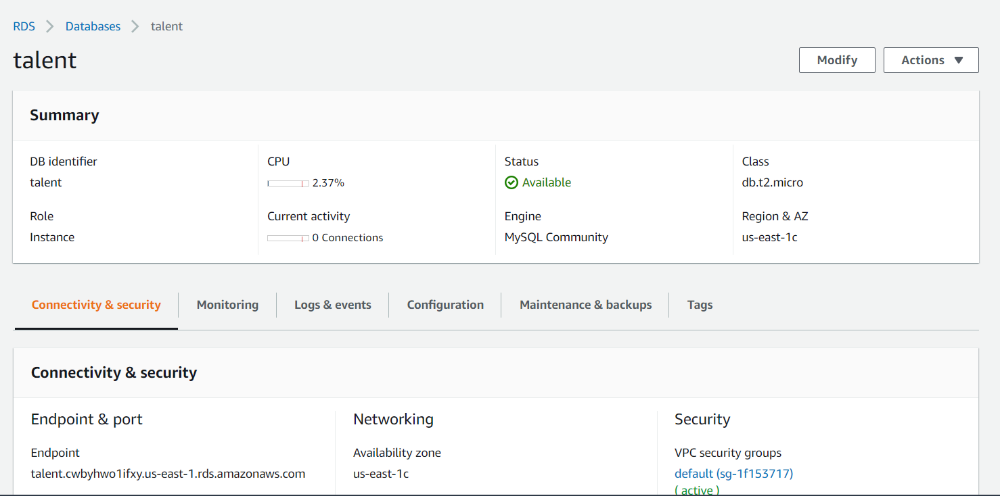 RDS > Databases > talent
talent
Modify
Actions
Summary
DB identifier
talent
CPU
2.37%
Status
Available
Class
db.t2.micro
Role
Instance
Current activity
0 Connections
Engine
MySQL Community
Region & AZ
us-east-1c
Connectivity & security
Monitoring
Logs & events
Configuration
Maintenance & backups
Tags
Connectivity & security
Endpoint & port
Endpoint
talent.cwbyhwo1ifxy.us-east-1.rds.amazonaws.com
Networking
Availability zone
us-east-1c
Security
VPC security groups
default (sg-1f153717)
( active )